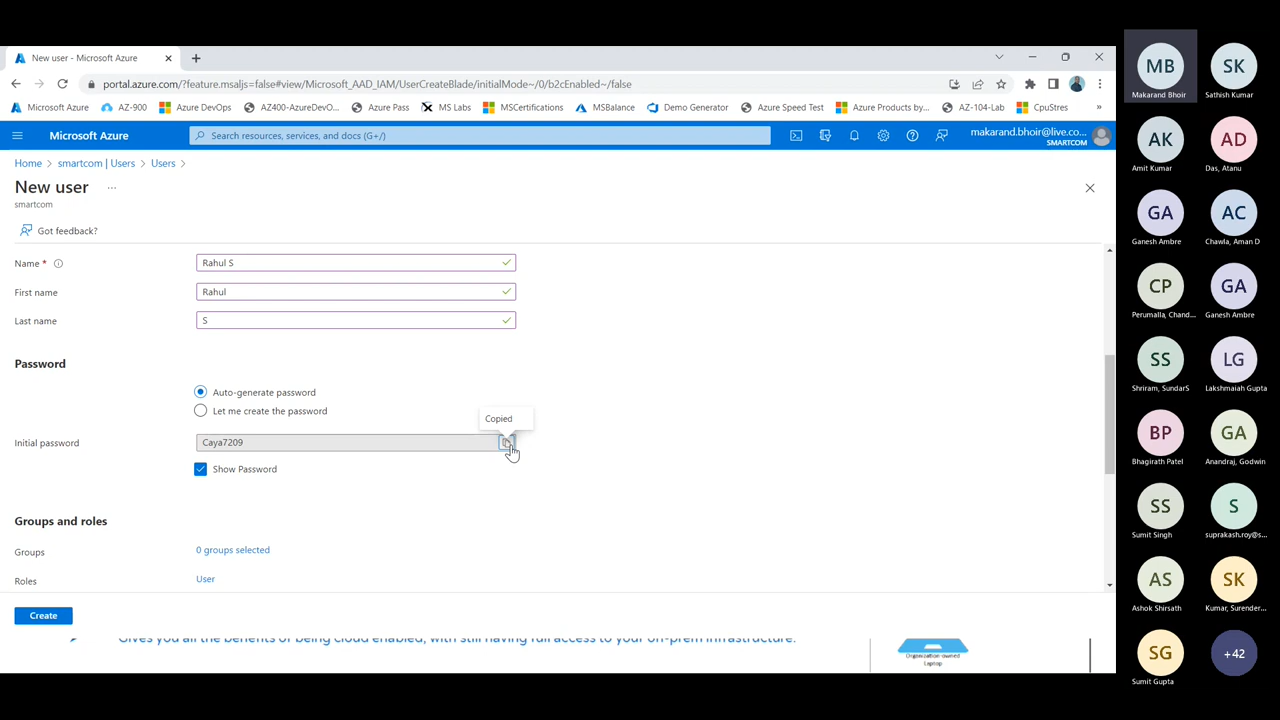 New user - Microsoft Azure
portal.azure.com/?feature.msaljs=false#view/Microsoft_AAD_IAM/UserCreateBlade/initialMode~/0/b2cEnabled~/false
Microsoft Azure
AZ-900
Azure DevOps
AZ400-AzureDevO...
Azure Pass
MS Labs
MSCertifications
MSBalance
Demo Generator
Azure Speed Test
Azure Products by...
AZ-104-Lab
CpuStres
»
Microsoft Azure
Search resources, services, and docs (G+/)
makarand.bhoir@live.co...
SMARTCOM
Home > smartcom | Users > Users >
New user ...
smartcom
Got feedback?
Name *
Rahul S
First name
Rahul
Last name
S
Password
Auto-generate password
Let me create the password
Copied
Initial password
Caya7209
Show Password
Groups and roles
Groups
0 groups selected
Roles
User
Create
Gives you all the benefits of being cloud enabled, with still having full access to your on-prem infrastructure.
Organization owned
Laptop
MB
Makarand Bhoir
SK
Sathish Kumar
AK
Amit Kumar
AD
Das, Atanu
GA
Ganesh Ambre
AC
Chawla, Aman D
CP
Perumalla, Chand...
GA
Ganesh Ambre
SS
Shriram, SundarS
LG
Lakshmaiah Gupta
BP
Bhagirath Patel
GA
Anandraj, Godwin
SS
Sumit Singh
S
suprakash.roy@s...
AS
Ashok Shirsath
SK
Kumar, Surender...
SG
Sumit Gupta
+42